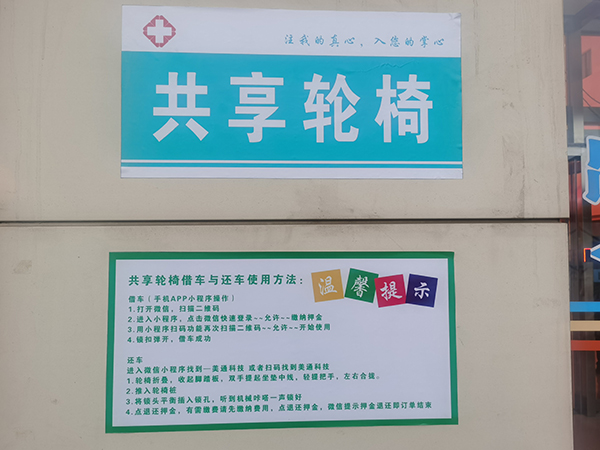 注我的真心，入您的掌心
共享轮椅
共享轮椅借车与还车使用方法：
温馨提示
借车（手机APP小程序操作）
1.打开微信，扫描二维码
2.进入小程序，点击微信快速登录~~允许~~缴纳押金
3.用小程序扫码功能再次扫描二维码~~允许~~开始使用
4.锁扣弹开，借车成功
还车
进入微信小程序找到—美通科技 或者扫码找到美通科技
1.轮椅折叠，收起脚踏板，双手提起坐垫中线，轻提把手，左右合拢。
2.推入轮椅桩
3.将锁头平衡插入锁孔，听到机械咔嗒一声锁好
4.点退还押金，有需缴费请先缴纳费用，点退还押金，微信提示押金退还即订单结束